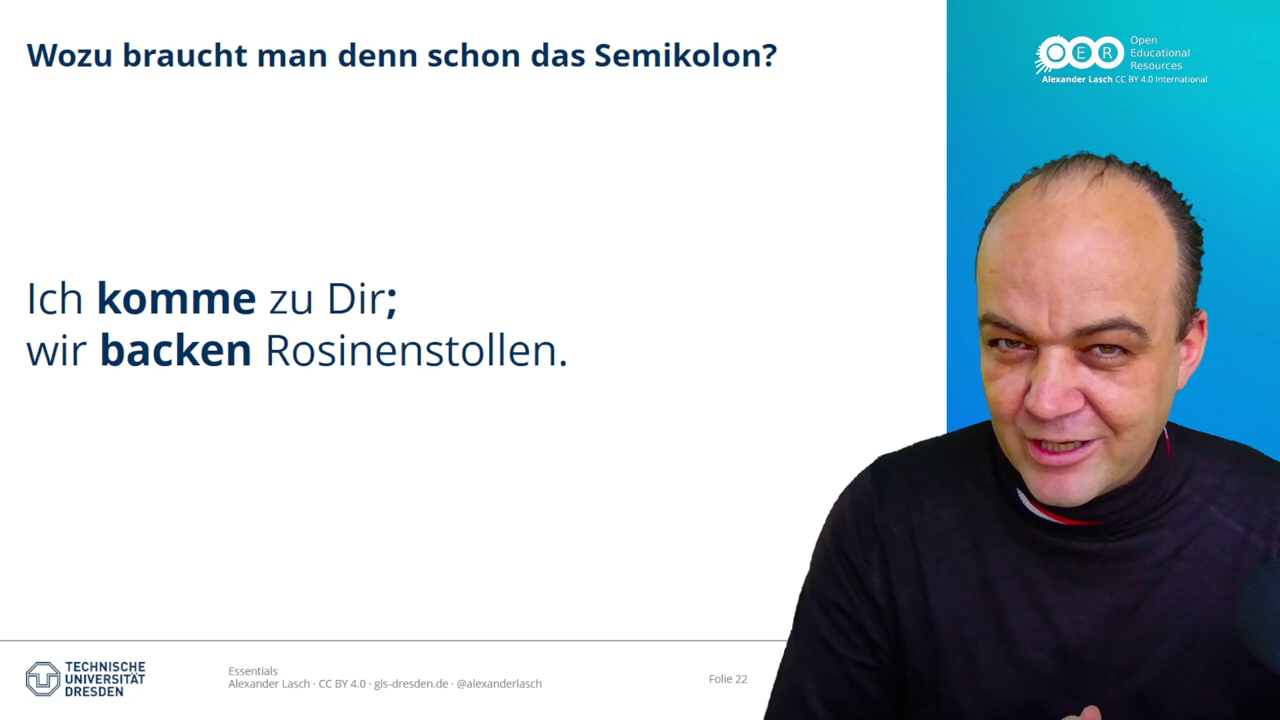 Wozu braucht man denn schon das Semikolon?
OER
Open
Educational
Resources
Alexander Lasch CC BY 4.0 International
Ich komme zu Dir;
wir backen Rosinenstollen.
TECHNISCHE
UNIVERSITÄT
DRESDEN
Essentials
Alexander Lasch · CC BY 4.0 · gls-dresden.de · @alexanderlasch
Folie 22